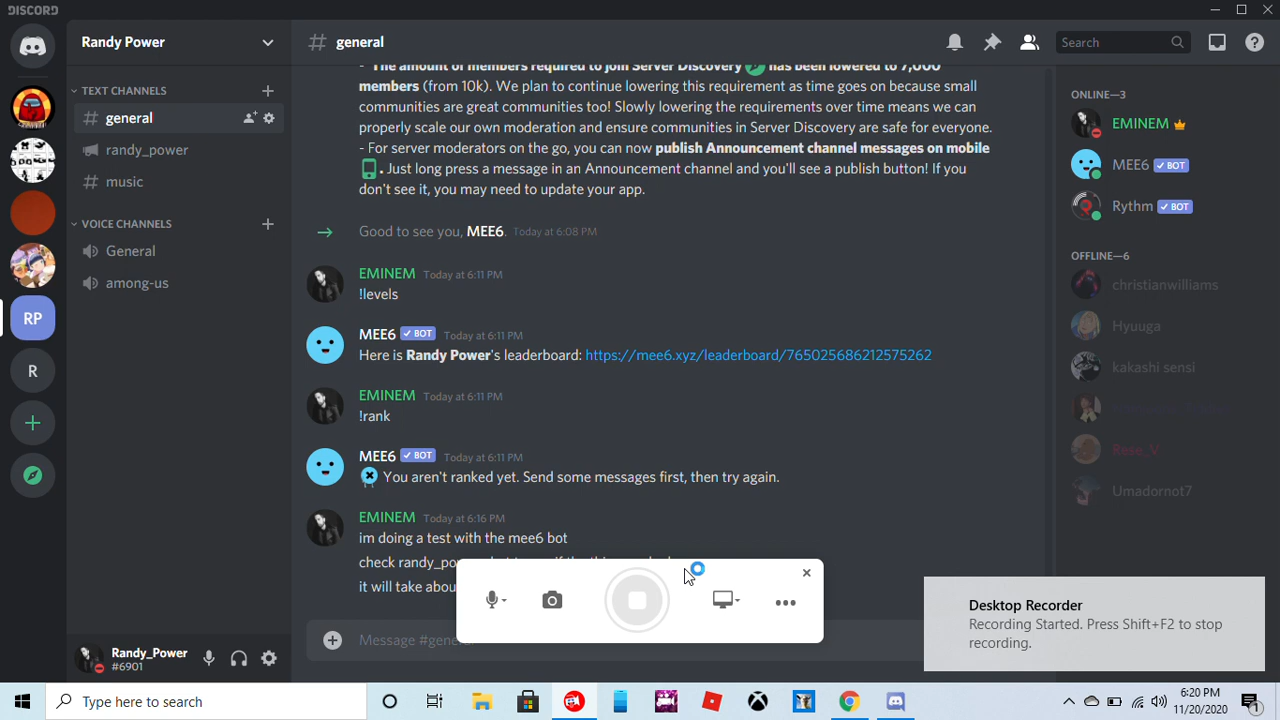 DISCORD
Randy Power
general
Search
TEXT CHANNELS
general
randy_power
music
VOICE CHANNELS
General
among-us
RP
R
- The amount of members required to join Server Discovery has been lowered to 7,000
members (from 10k). We plan to continue lowering this requirement as time goes on because small
communities are great communities too! Slowly lowering the requirements over time means we can
properly scale our own moderation and ensure communities in Server Discovery are safe for everyone.
- For server moderators on the go, you can now publish Announcement channel messages on mobile
. Just long press a message in an Announcement channel and you'll see a publish button! If you
don't see it, you may need to update your app.
Good to see you, MEE6. Today at 6:08 PM
EMINEM Today at 6:11 PM
!levels
MEE6 BOT Today at 6:11 PM
Here is Randy Power's leaderboard: https://mee6.xyz/leaderboard/765025686212575262
EMINEM Today at 6:11 PM
!rank
MEE6 BOT Today at 6:11 PM
You aren't ranked yet. Send some messages first, then try again.
EMINEM Today at 6:16 PM
im doing a test with the mee6 bot
check randy_po
it will take abou
Message #gene
ONLINE—3
EMINEM
MEE6 BOT
Rythm BOT
OFFLINE—6
christianwilliams
Hyuuga
kakashi sensi
Rese_V
Umadornot7
Desktop Recorder
Recording Started. Press Shift+F2 to stop
recording.
Randy_Power
#6901
Type here to search
6:20 PM
11/20/2020
1